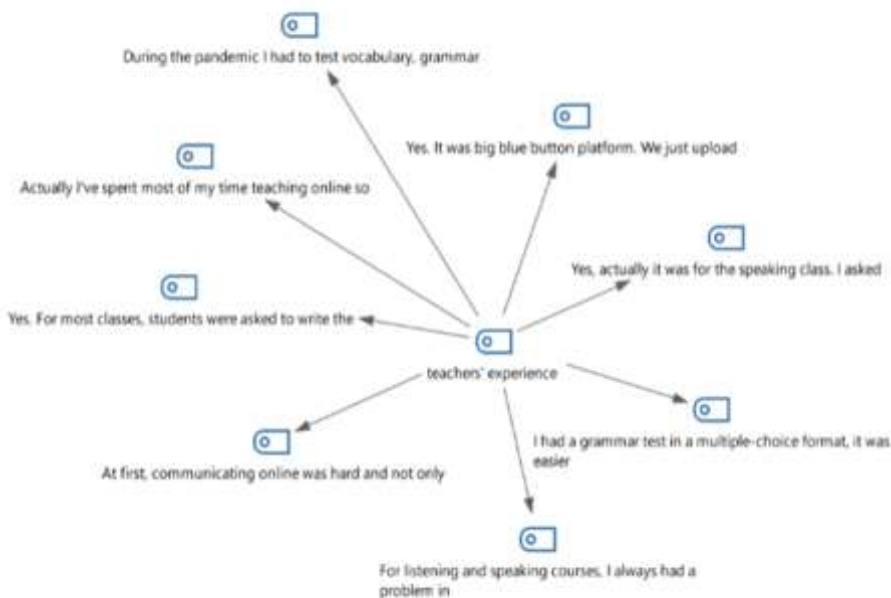 During the pandemic I had to test vocabulary, grammar
Yes. It was big blue button platform. We just upload
Actually I've spent most of my time teaching online so
Yes, actually it was for the speaking class. I asked
Yes. For most classes, students were asked to write the
teachers' experience
I had a grammar test in a multiple-choice format, it was
easier
At first, communicating online was hard and not only
For listening and speaking courses, I always had a
problem in